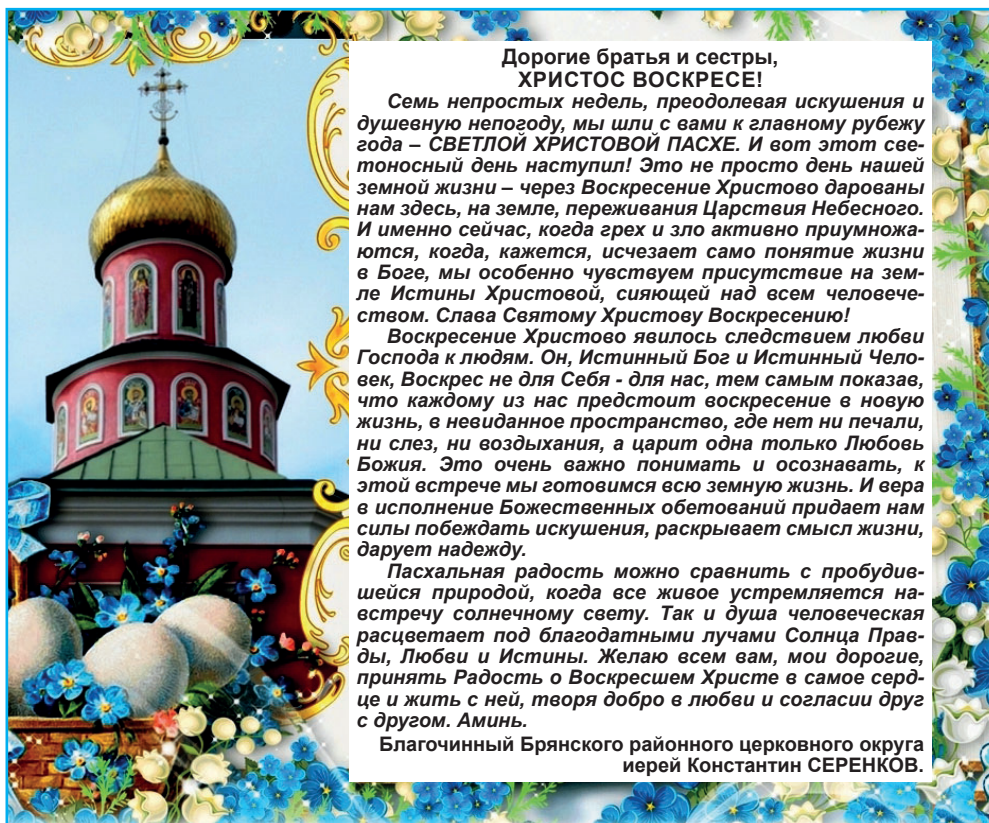 Дорогие братья и сестры,
ХРИСТОС ВОСКРЕСЕ!
Семь непростых недель, преодолевая искушения и
душевную непогоду, мы шли с вами к главному рубежу
года – СВЕТЛОЙ ХРИСТОВОЙ ПАСХЕ. И вот этот све-
тоносный день наступил! Это не просто день нашей
земной жизни – через Воскресение Христово дарованы
нам здесь, на земле, переживания Царствия Небесного.
И именно сейчас, когда грех и зло активно приумножа-
ются, когда, кажется, исчезает само понятие жизни
в Боге, мы особенно чувствуем присутствие на зем-
ле Истины Христовой, сияющей над всем человече-
ством. Слава Святому Христову Воскресению!
Воскресение Христово явилось следствием любви
Господа к людям. Он, Истинный Бог и Истинный Чело-
век, Воскрес не для Себя - для нас, тем самым показав,
что каждому из нас предстоит воскресение в новую
жизнь, в невиданное пространство, где нет ни печали,
ни слез, ни воздыхания, а царит одна только Любовь
Божия. Это очень важно понимать и осознавать, к
этой встрече мы готовимся всю земную жизнь. И вера
в исполнение Божественных обетований придает нам
силы побеждать искушения, раскрывает смысл жизни,
дарует надежду.
Пасхальная радость можно сравнить с пробудив-
шейся природой, когда все живое устремляется на-
встречу солнечному свету. Так и душа человеческая
расцветает под благодатными лучами Солнца Прав-
ды, Любви и Истины. Желаю всем вам, мои дорогие,
принять Радость о Воскресшем Христе в самое серд-
це и жить с ней, творя добро в любви и согласии друг
с другом. Аминь.
Благочинный Брянского районного церковного округа
иерей Константин СЕРЕНКОВ.